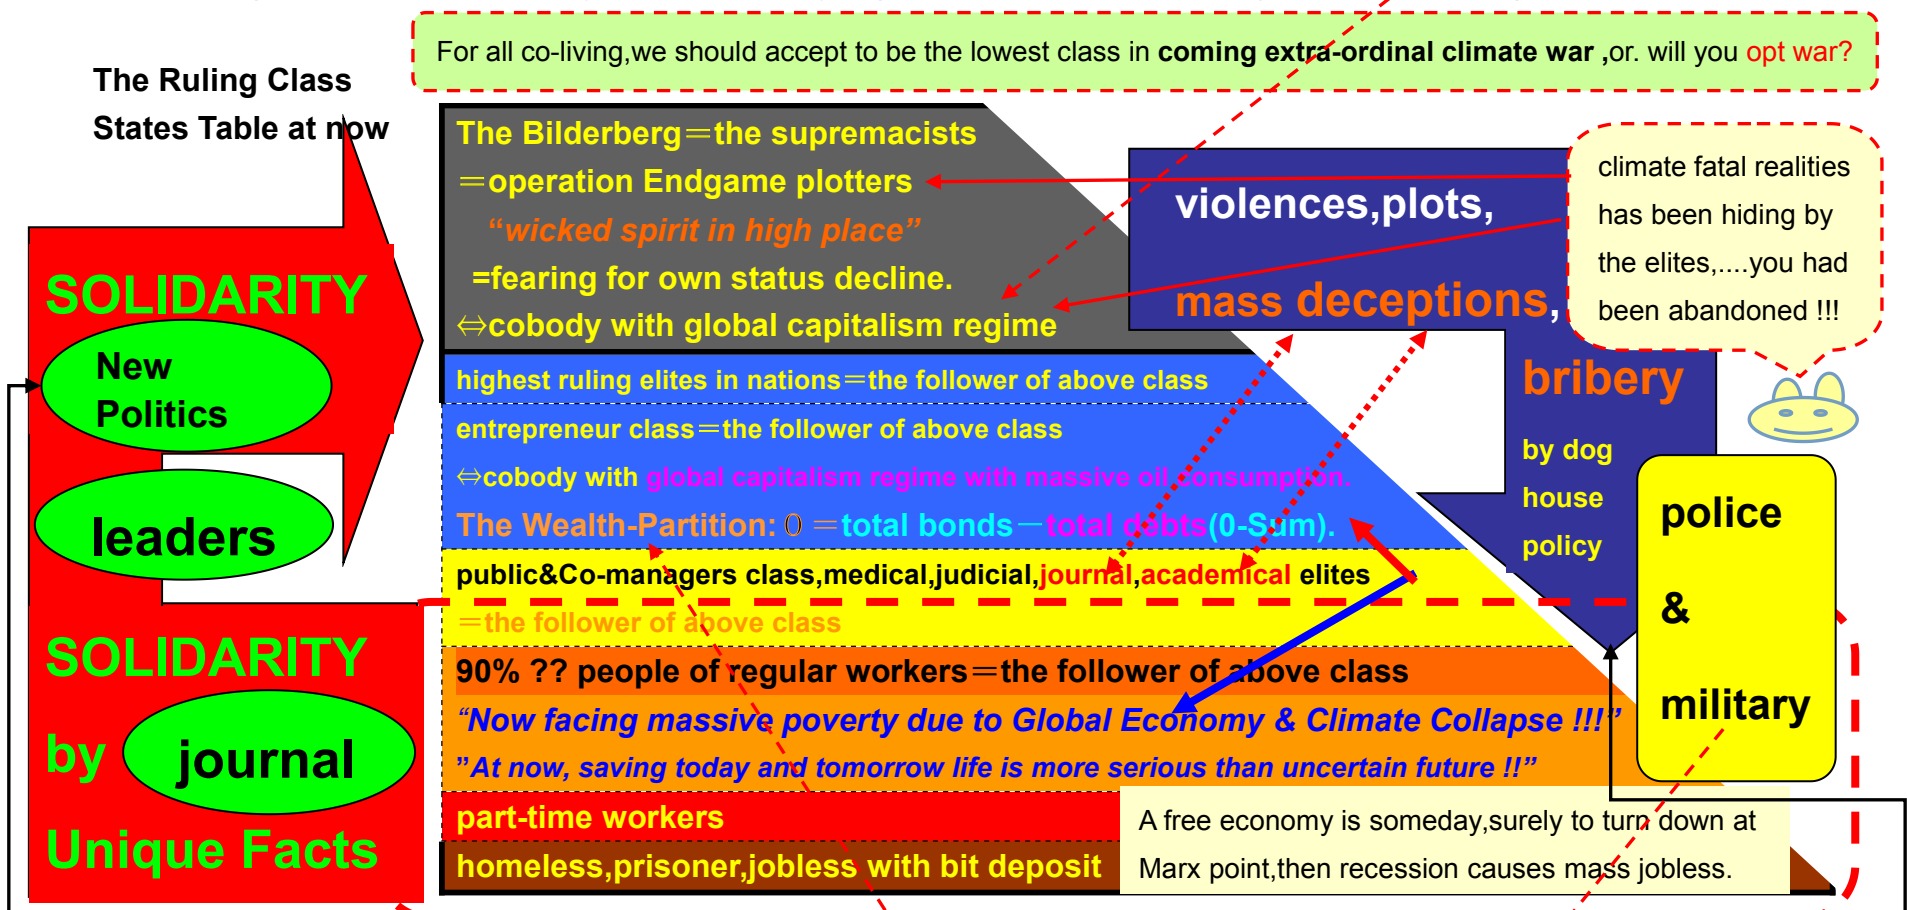 For all co-living,we should accept to be the lowest class in coming extra-ordinal climate war ,or. will you opt war?
The Ruling Class
States Table at now
The Bilderberg＝the supremacists
＝operation Endgame plotters
“wicked spirit in high place”
=fearing for own status decline.
⇔cobody with global capitalism regime
highest ruling elites in nations＝the follower of above class
entrepreneur class＝the follower of above class
⇔cobody with global capitalism regime with massive oil consumption.
The Wealth-Partition: 0 ＝total bonds－total debts(0-Sum).
public&Co-managers class,medical,judicial,journal,academical elites
＝the follower of above class
90% ?? people of regular workers＝the follower of above class
“Now facing massive poverty due to Global Economy & Climate Collapse !!!”
”At now, saving today and tomorrow life is more serious than uncertain future !!”
part-time workers
homeless,prisoner,jobless with bit deposit
SOLIDARITY
New
Politics
leaders
SOLIDARITY
by
journal
Unique Facts
violences,plots,
mass deceptions,
bribery
by dog
house
policy
climate fatal realities
has been hiding by
the elites,....you had
been abandoned !!!
police
&
military
A free economy is someday,surely to turn down at
Marx point,then recession causes mass jobless.